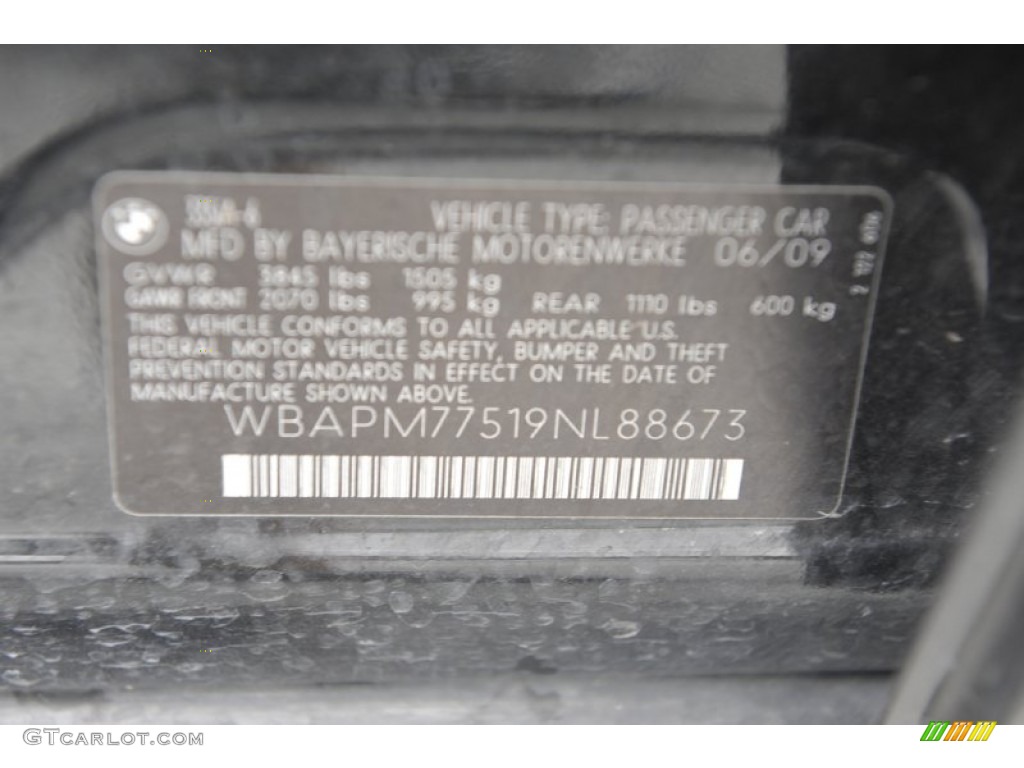 VEHICLE TYPE: PASSENGER CAR
MFD BY BAYERISCHE MOTORENWERKE 06/09
GVWR 3845 lbs 1505 kg
GAWR FRONT 2070 lbs 995 kg REAR 1110 lbs 600 kg
THIS VEHICLE CONFORMS TO ALL APPLICABLE U.S.
FEDERAL MOTOR VEHICLE SAFETY, BUMPER AND THEFT
PREVENTION STANDARDS IN EFFECT ON THE DATE OF
MANUFACTURE SHOWN ABOVE.
WBAPM77519NL88673
GTCARLOT.COM